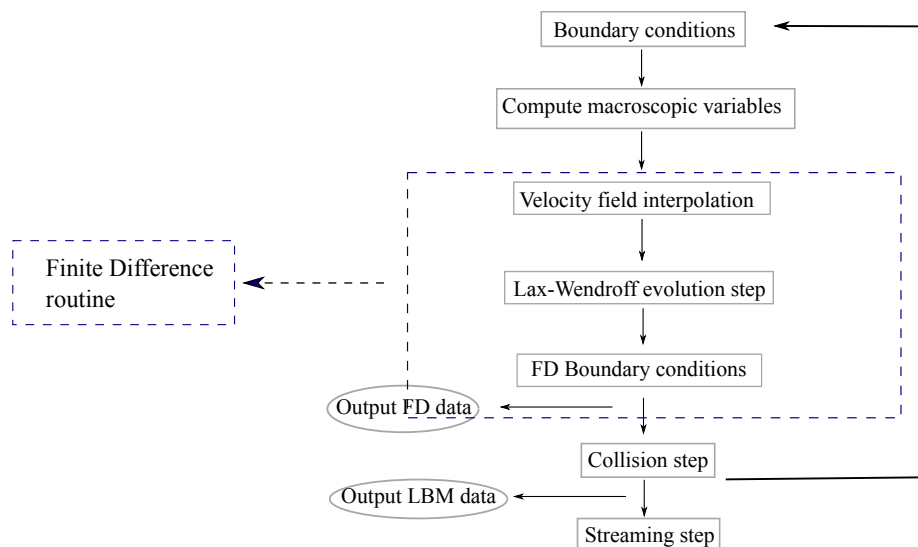 Boundary conditions
Compute macroscopic variables
Velocity field interpolation
Finite Difference
routine
Lax-Wendroff evolution step
FD Boundary conditions
Output FD data
Collision step
Output LBM data
Streaming step